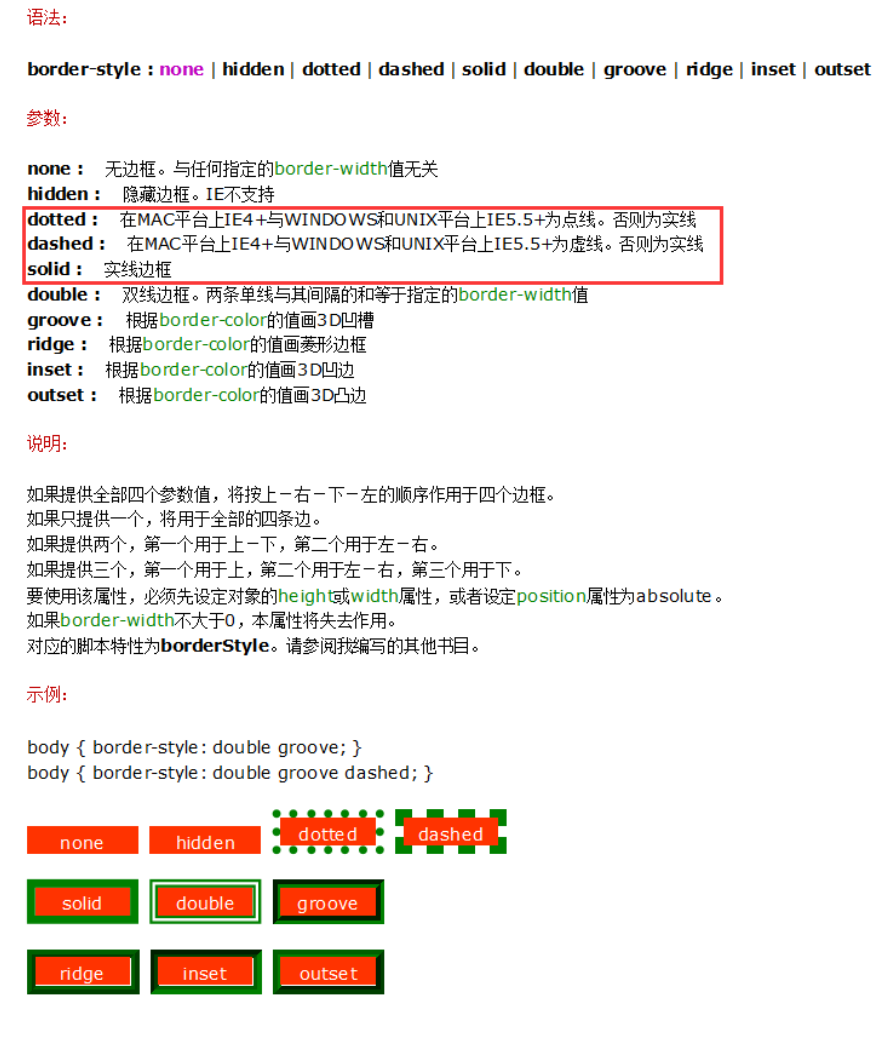 语法：
border-style : none | hidden | dotted | dashed | solid | double | groove | ridge | inset | outset
参数：
none : 无边框。与任何指定的border-width值无关
hidden : 隐藏边框。IE不支持
dotted : 在MAC平台上IE4+与WINDOWS和UNIX平台上IE5.5+为点线。否则为实线
dashed : 在MAC平台上IE4+与WINDOWS和UNIX平台上IE5.5+为虚线。否则为实线
solid : 实线边框
double : 双线边框。两条单线与其间隔的和等于指定的border-width值
groove : 根据border-color的值画3D凹槽
ridge : 根据border-color的值画菱形边框
inset : 根据border-color的值画3D凹边
outset : 根据border-color的值画3D凸边
说明：
如果提供全部四个参数值，将按上－右－下－左的顺序作用于四个边框。
如果只提供一个，将用于全部的四条边。
如果提供两个，第一个用于上－下，第二个用于左－右。
如果提供三个，第一个用于上，第二个用于左－右，第三个用于下。
要使用该属性，必须先设定对象的height或width属性，或者设定position属性为absolute。
如果border-width不大于0，本属性将失去作用。
对应的脚本特性为borderStyle。请参阅我编写的其他书目。
示例：
body { border-style: double groove; }
body { border-style: double groove dashed; }
none hidden dotted dashed
solid double groove
ridge inset outset